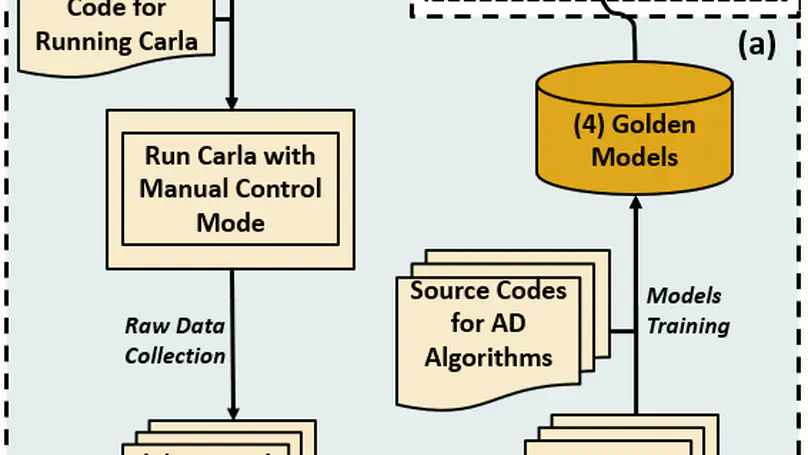 Code for
Running Carla
(a)
(4) Golden
Models
Run Carla with
Manual Control
Mode
Source Codes
for AD
Algorithms
Models
Training
Raw Data
Collection